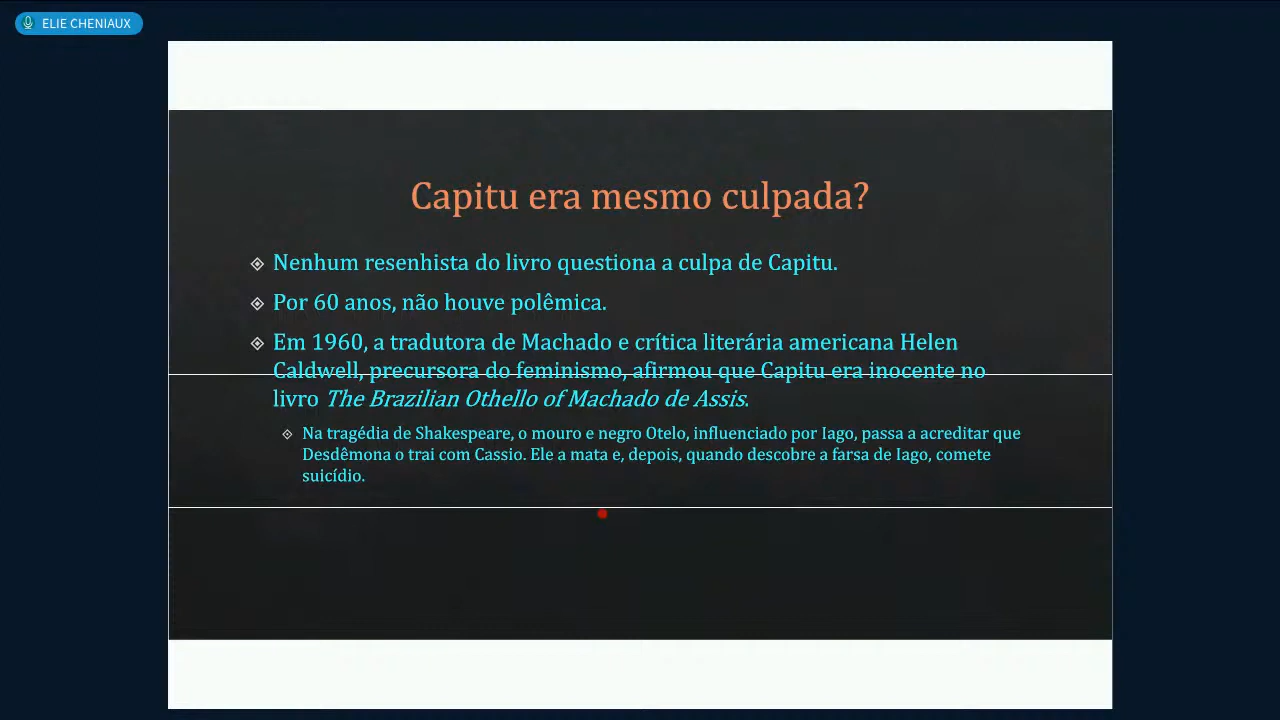 ELIE CHENIAUX
Capitu era mesmo culpada?
Nenhum resenhista do livro questiona a culpa de Capitu.
Por 60 anos, não houve polêmica.
Em 1960, a tradutora de Machado e crítica literária americana Helen
Caldwell, precursora do feminismo, afirmou que Capitu era inocente no
livro The Brazilian Othello of Machado de Assis.
Na tragédia de Shakespeare, o mouro e negro Otelo, influenciado por Iago, passa a acreditar que
Desdêmona o trai com Cassio. Ele a mata e, depois, quando descobre a farsa de Iago, comete
suicídio.